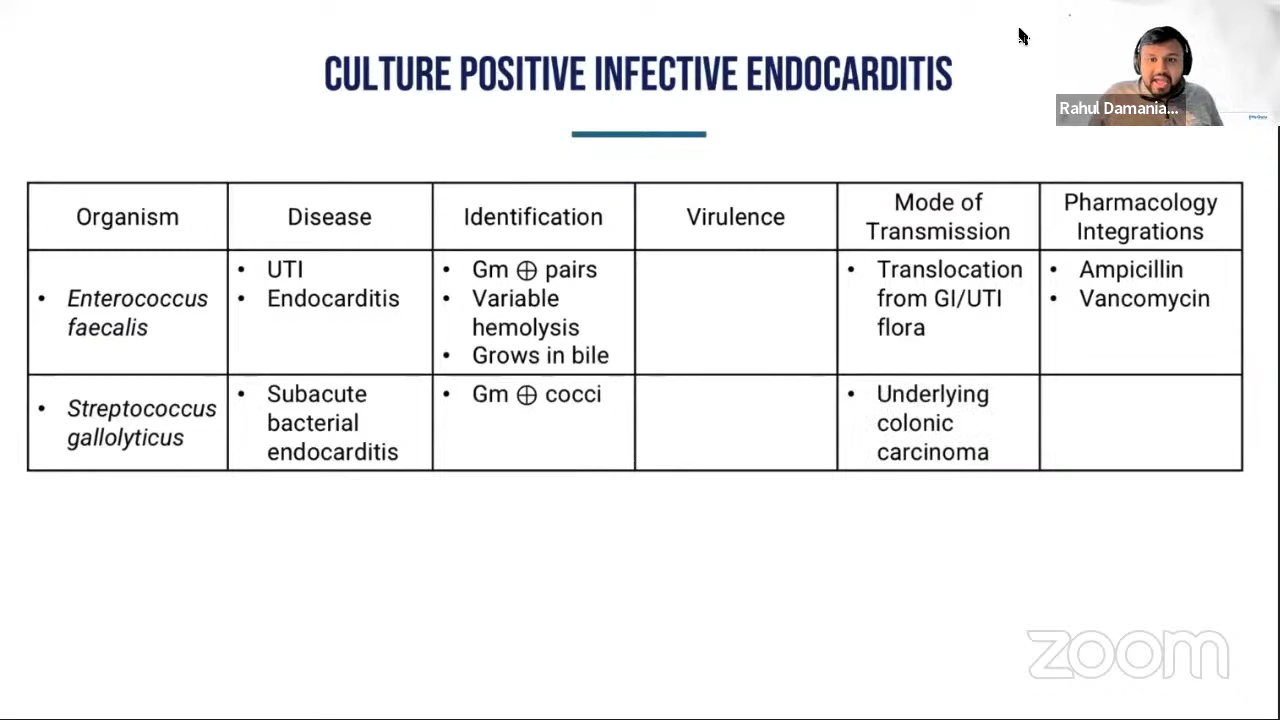 CULTURE POSITIVE INFECTIVE ENDOCARDITIS
Rahul Damania...
Organism
Disease
Identification
Virulence
Mode of
Transmission
Pharmacology
Integrations
• Enterococcus
faecalis
• UTI
• Endocarditis
• Gm ⊕ pairs
• Variable
hemolysis
• Grows in bile
• Translocation
from GI/UTI
flora
• Ampicillin
• Vancomycin
• Streptococcus
gallolyticus
• Subacute
bacterial
endocarditis
• Gm ⊕ cocci
• Underlying
colonic
carcinoma
zoom